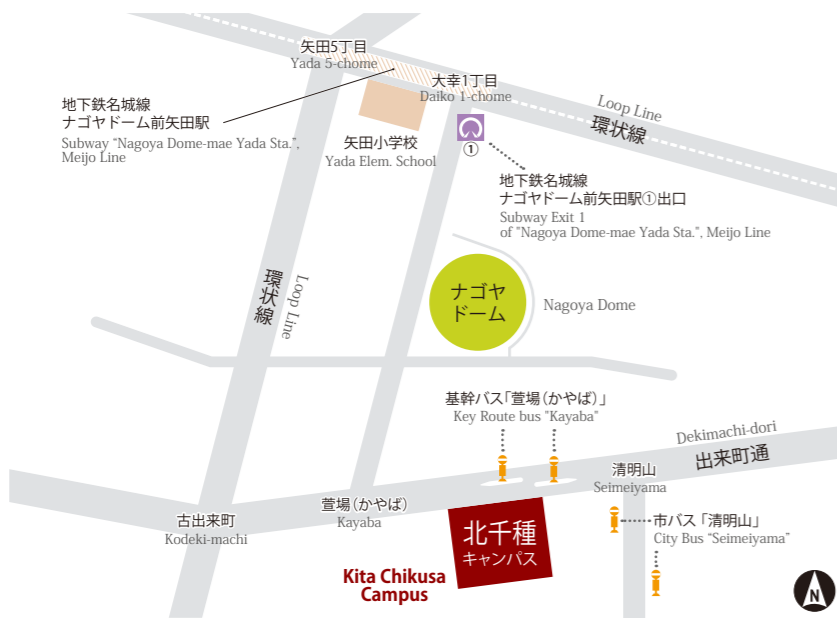 矢田5丁目
Yada 5-chome
大幸1丁目
Daiko 1-chome
Loop Line
環状線
地下鉄名城線
ナゴヤドーム前矢田駅
Subway “Nagoya Dome-mae Yada Sta.”,
Meijo Line
矢田小学校
Yada Elem. School
①
地下鉄名城線
ナゴヤドーム前矢田駅①出口
Subway Exit 1
of "Nagoya Dome-mae Yada Sta.", Meijo Line
環状線
Loop Line
ナゴヤ
ドーム
Nagoya Dome
基幹バス「萱場(かやば)」
Key Route bus "Kayaba"
Dekimachi-dori
出来町通
清明山
Seimeiyama
萱場(かやば)
Kayaba
古出来町
Kodeki-machi
北千種
キャンパス
Kita Chikusa
Campus
市バス「清明山」
City Bus “Seimeiyama”
N